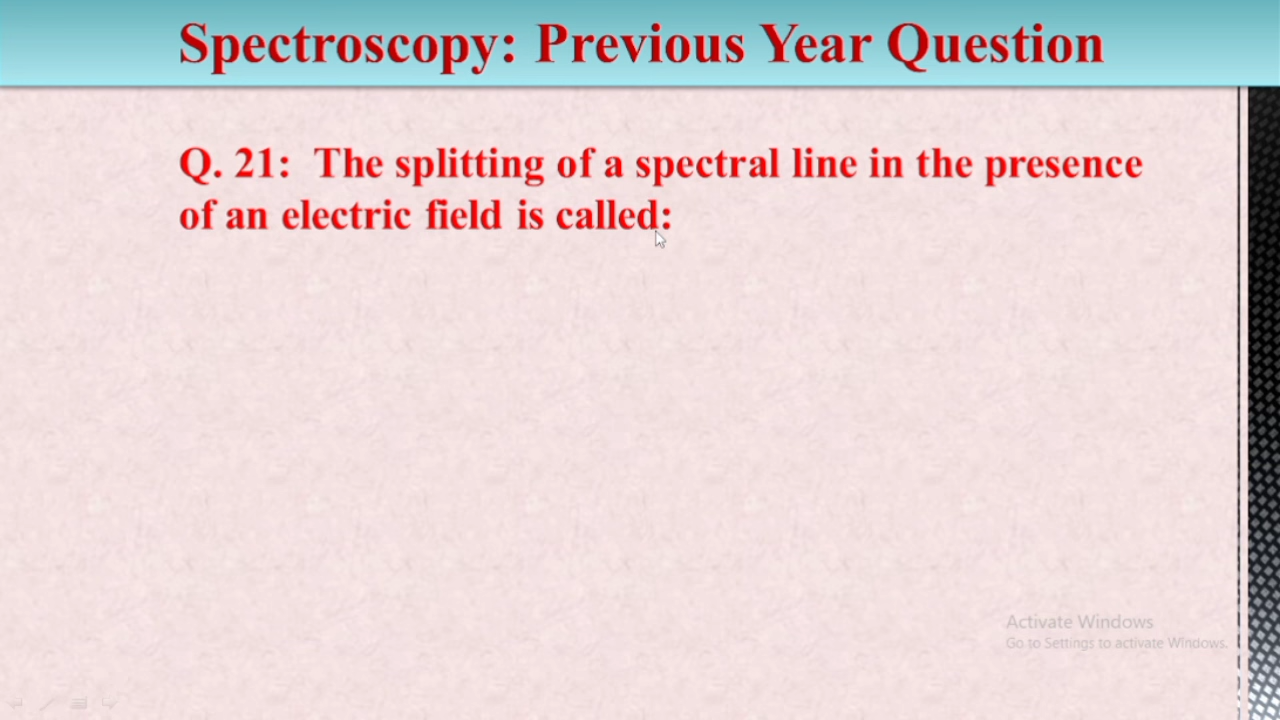 Spectroscopy: Previous Year Question
Q. 21: The splitting of a spectral line in the presence
of an electric field is called:
Activate Windows
Go to Settings to activate Windows.